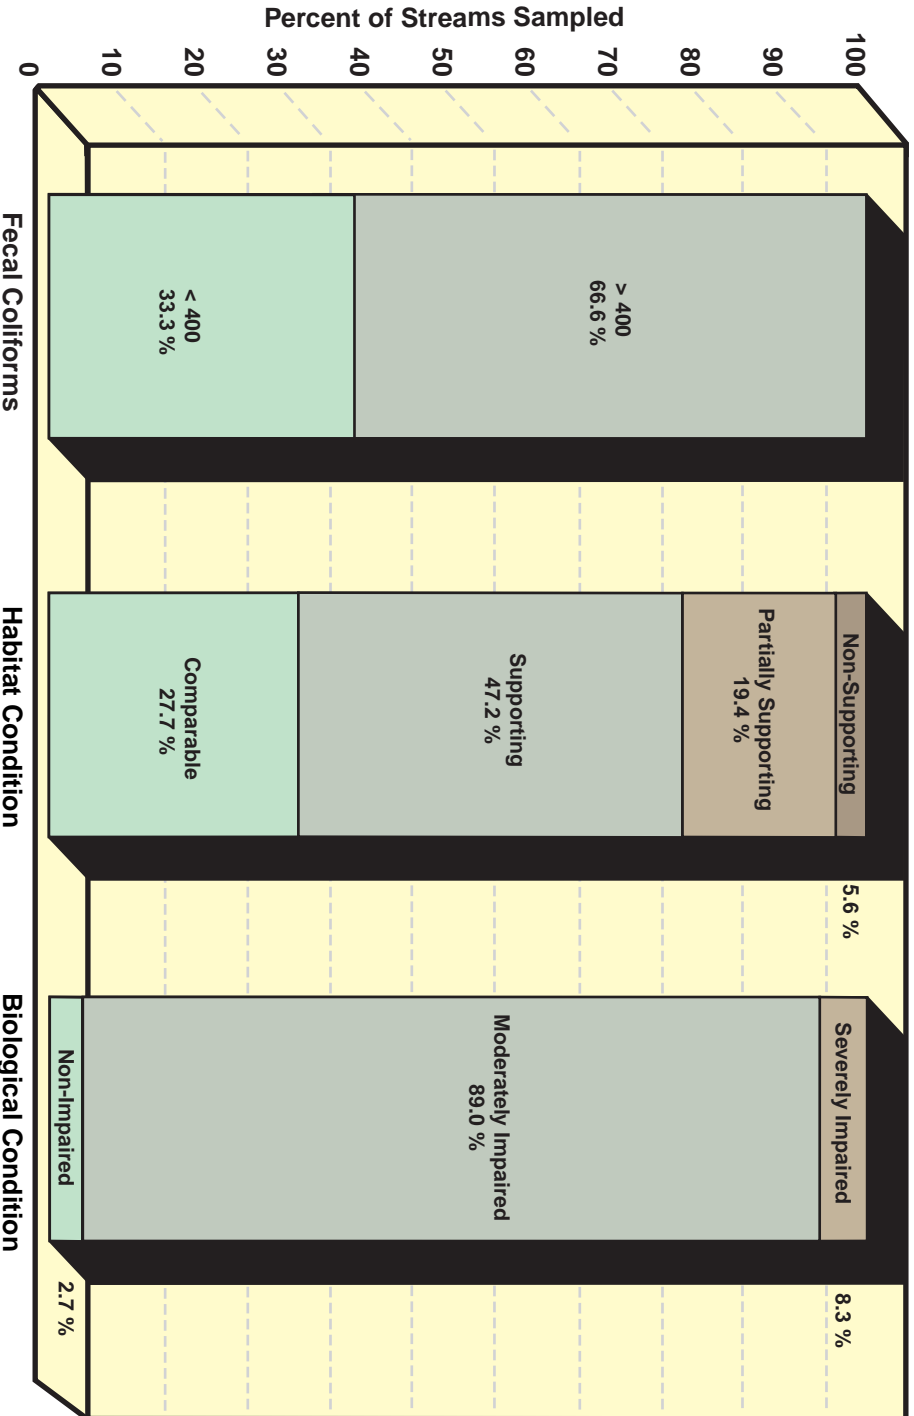 Percent of Streams Sampled
100
90
80
70
60
50
40
30
20
10
0
> 400
66.6 %
< 400
33.3 %
Fecal Coliforms
Non-Supporting
5.6 %
Partially Supporting
19.4 %
Supporting
47.2 %
Comparable
27.7 %
Habitat Condition
Severely Impaired
8.3 %
Moderately Impaired
89.0 %
Non-Impaired
2.7 %
Biological Condition